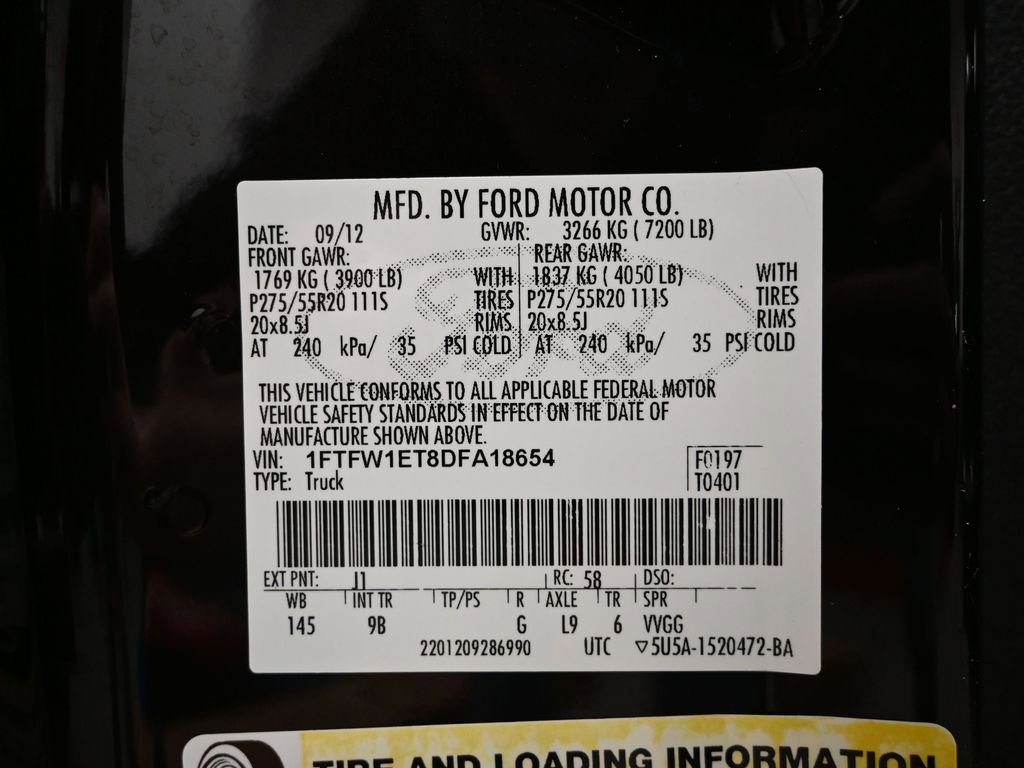 MFD. BY FORD MOTOR CO.
DATE: 09/12 GVWR: 3266 KG ( 7200 LB)
FRONT GAWR: REAR GAWR:
1769 KG ( 3900 LB) WITH 1837 KG ( 4050 LB) WITH
P275/55R20 111S TIRES P275/55R20 111S TIRES
20x8.5J RIMS 20x8.5J RIMS
AT 240 kPa/ 35 PSI COLD AT 240 kPa/ 35 PSI COLD
THIS VEHICLE CONFORMS TO ALL APPLICABLE FEDERAL MOTOR
VEHICLE SAFETY STANDARDS IN EFFECT ON THE DATE OF
MANUFACTURE SHOWN ABOVE.
VIN: 1FTFW1ET8DFA18654 F0197
TYPE: Truck T0401
EXT PNT: J1 RC: 58 DSO:
WB INT TR TP/PS R AXLE TR SPR
145 9B G L9 6 VVGG
2201209286990 UTC ▽5U5A-1520472-BA
TIRE AND LOADING INFORMATION